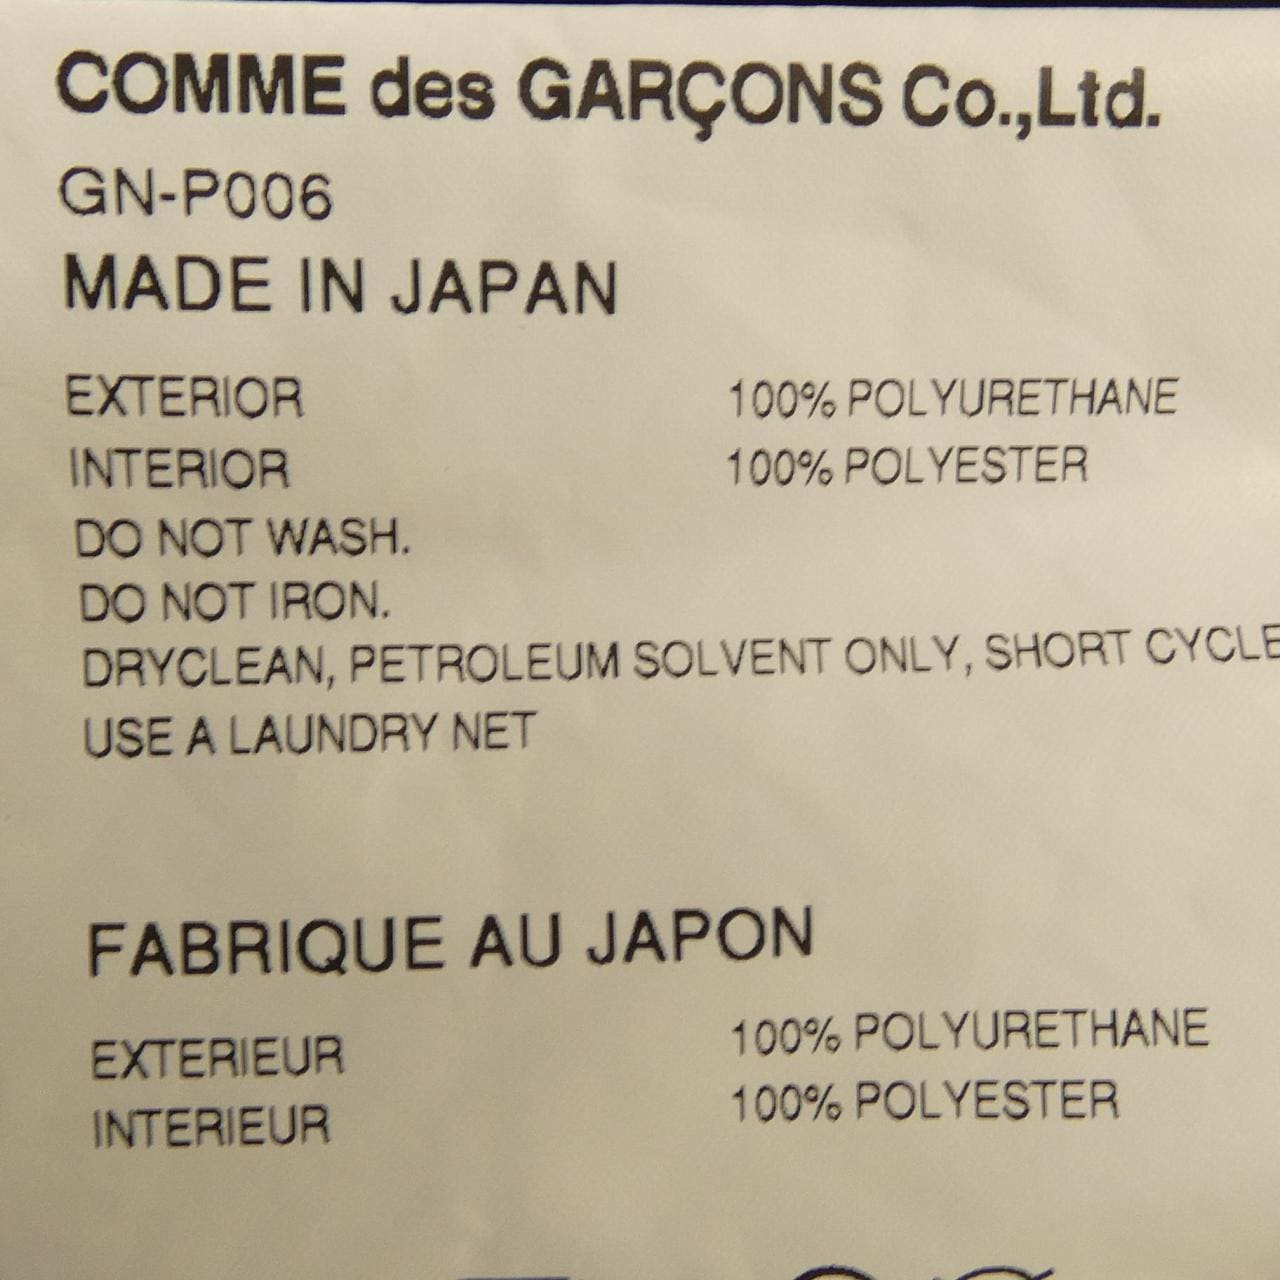 COMME des GARÇONS Co.,Ltd.
GN-P006
MADE IN JAPAN
EXTERIOR 100% POLYURETHANE
INTERIOR 100% POLYESTER
DO NOT WASH.
DO NOT IRON.
DRYCLEAN, PETROLEUM SOLVENT ONLY, SHORT CYCLE
USE A LAUNDRY NET
FABRIQUE AU JAPON
EXTERIEUR 100% POLYURETHANE
INTERIEUR 100% POLYESTER